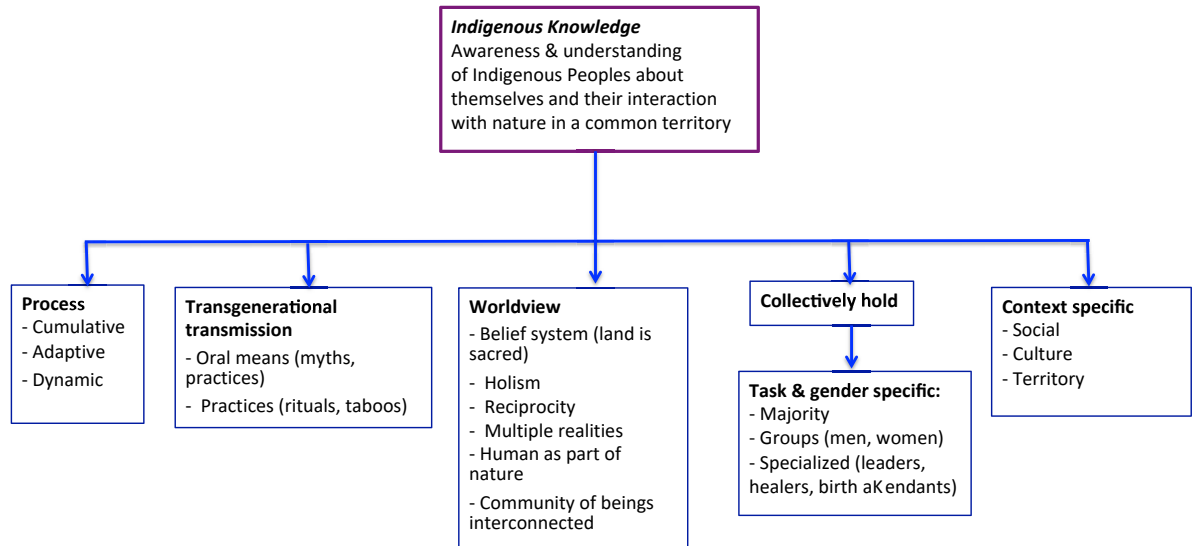 Indigenous Knowledge
Awareness & understanding
of Indigenous Peoples about
themselves and their interaction
with nature in a common territory
Process
- Cumulative
- Adaptive
- Dynamic
Transgenerational
transmission
- Oral means (myths,
practices)
- Practices (rituals, taboos)
Worldview
- Belief system (land is
sacred)
- Holism
- Reciprocity
- Multiple realities
- Human as part of
nature
- Community of beings
interconnected
Collectively hold
Task & gender specific:
- Majority
- Groups (men, women)
- Specialized (leaders,
healers, birth aKendants)
Context specific
- Social
- Culture
- Territory